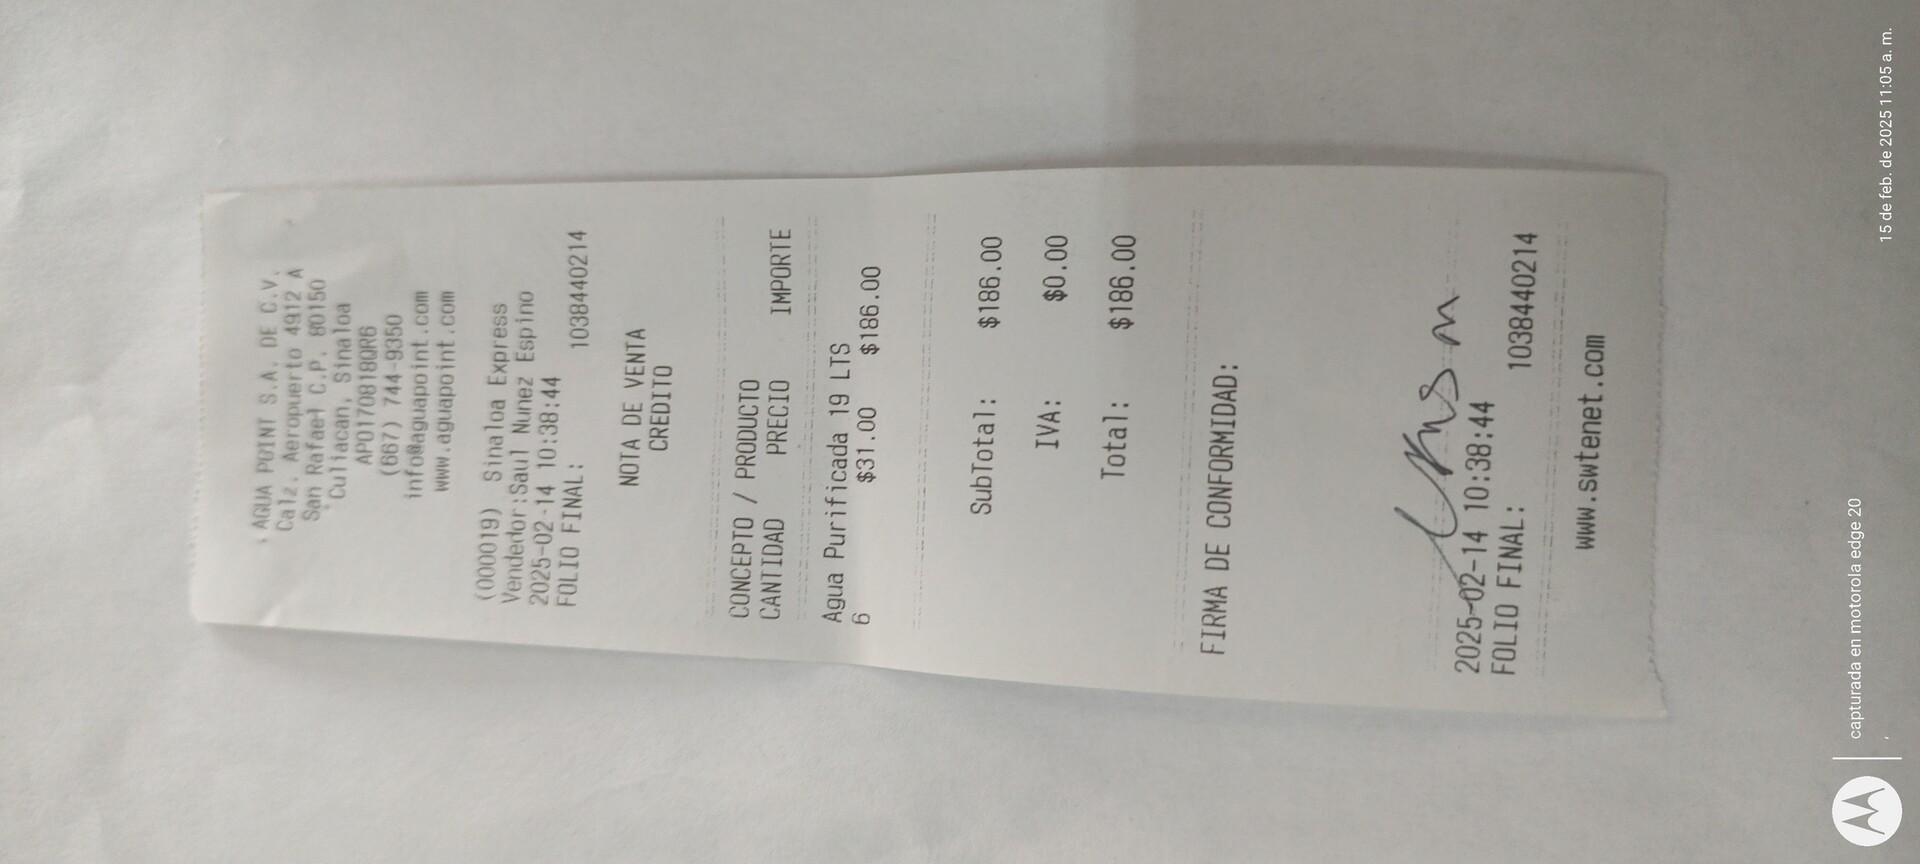 AGUA POINT S.A. DE C.V.
Calz. Aeropuerto 4912 A
San Rafael C.P. 80150
Culiacan, Sinaloa
APO170818QR6
(667) 744-9350
info@aguapoint.com
www.aguapoint.com
(000019) Sinaloa Express
Vendedor:Saul Nunez Espino
2025-02-14 10:38:44
FOLIO FINAL: 1038440214
NOTA DE VENTA
CREDITO
CONCEPTO / PRODUCTO
CANTIDAD PRECIO IMPORTE
Agua Purificada 19 LTS
6 $31.00 $186.00
SubTotal: $186.00
IVA: $0.00
Total: $186.00
FIRMA DE CONFORMIDAD:
2025-02-14 10:38:44
FOLIO FINAL: 1038440214
www.swtenet.com
capturada en motorola edge 20
15 de feb. de 2025 11:05 a. m.